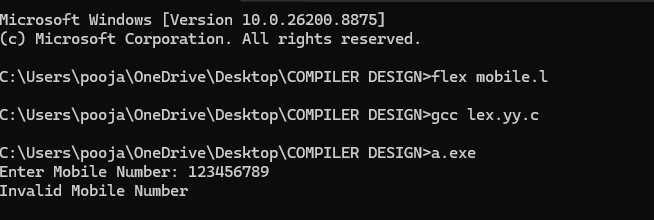 Microsoft Windows [Version 10.0.26200.8875]
(c) Microsoft Corporation. All rights reserved.
C:\Users\pooja\OneDrive\Desktop\COMPILER DESIGN>flex mobile.l
C:\Users\pooja\OneDrive\Desktop\COMPILER DESIGN>gcc lex.yy.c
C:\Users\pooja\OneDrive\Desktop\COMPILER DESIGN>a.exe
Enter Mobile Number: 123456789
Invalid Mobile Number